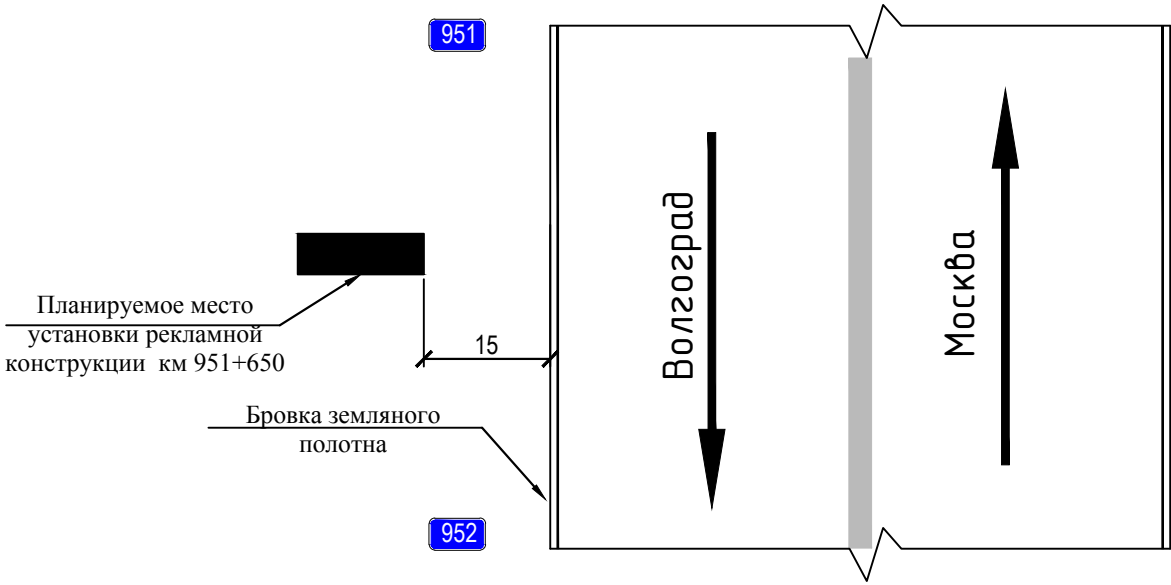 951
Волгоград
Москва
Планируемое место
установки рекламной
конструкции км 951+650
15
Бровка земляного
полотна
952